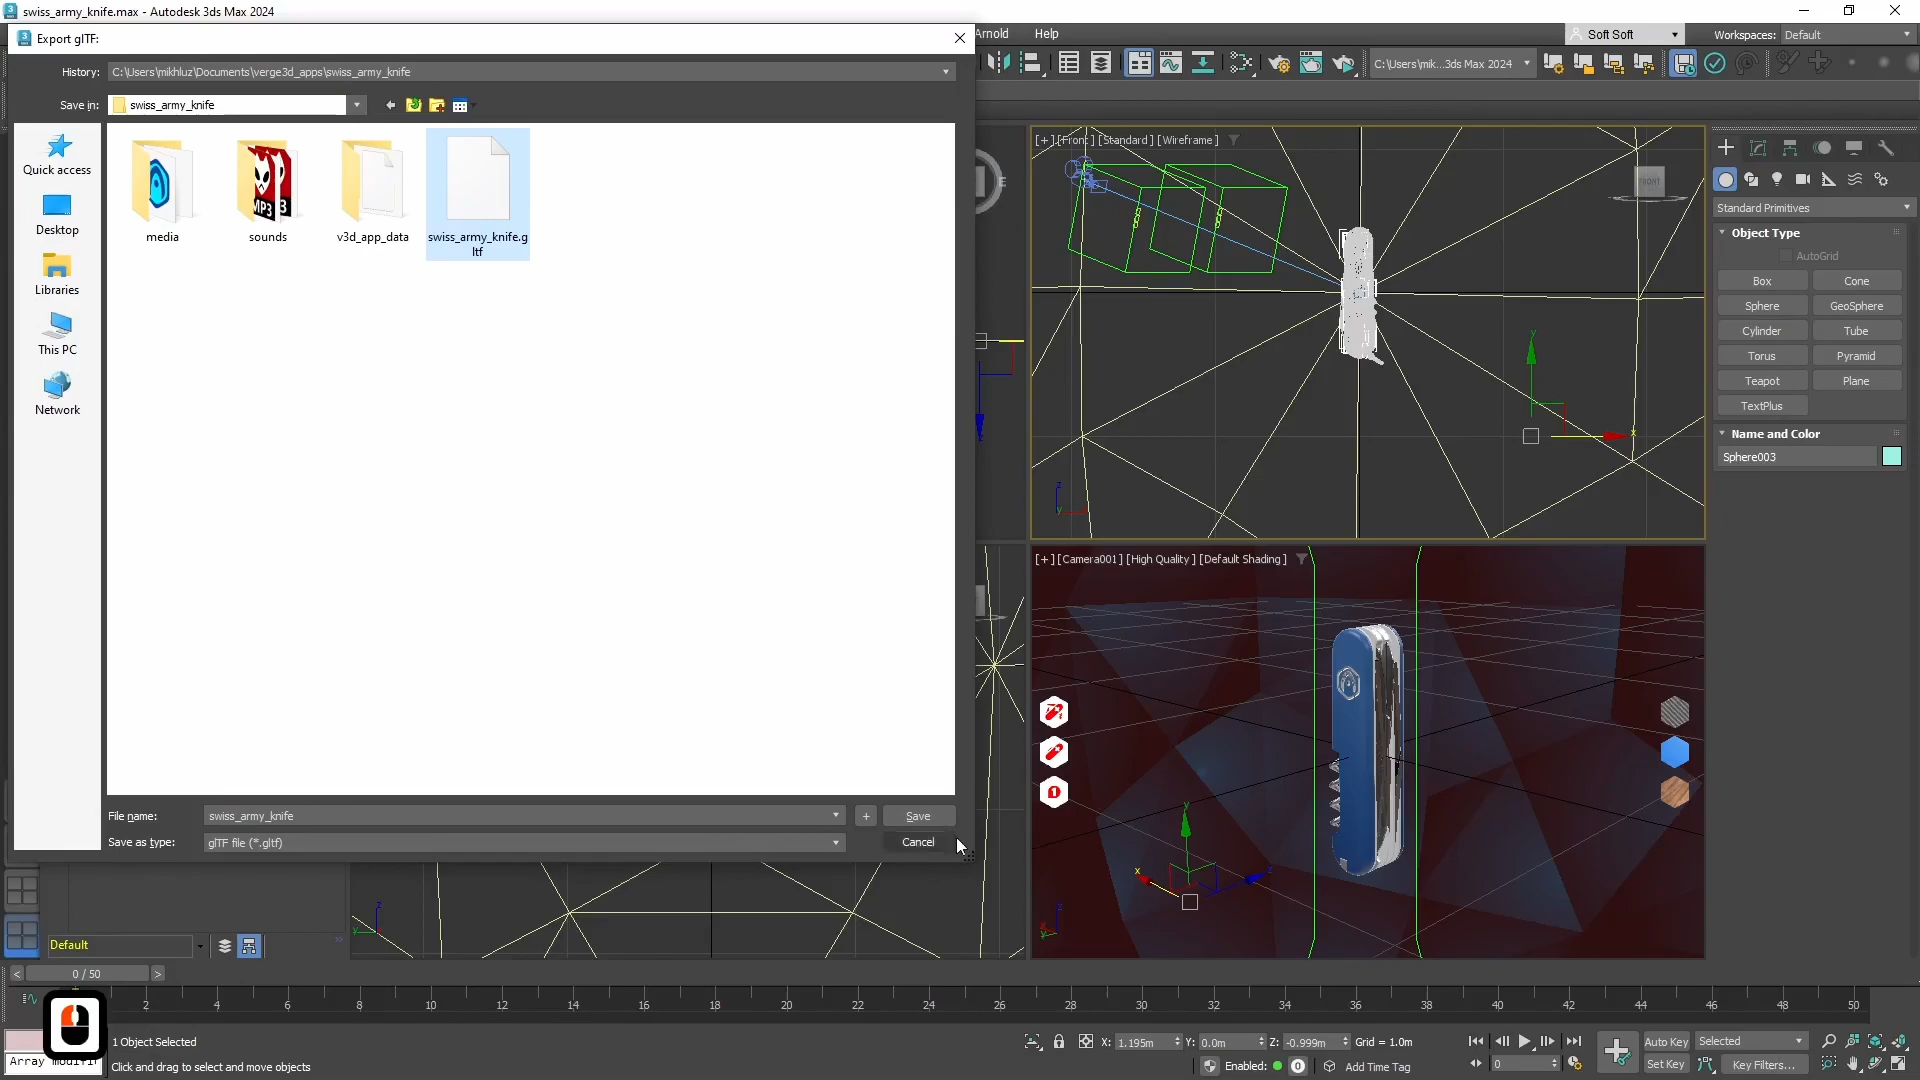 swiss_army_knife.max - Autodesk 3ds Max 2024
Export glTF:
Arnold
Help
Soft Soft
Workspaces:
Default
History:
C:\Users\mikhluz\Documents\verge3d_apps\swiss_army_knife
C:\Users\mik...3ds Max 2024
Save in:
swiss_army_knife
Quick access
Desktop
Libraries
This PC
Network
media
MP3
sounds
v3d_app_data
swiss_army_knife.g
ltf
[+] [Front ] [Standard ] [Wireframe ]
FRONT
Standard Primitives
Object Type
AutoGrid
Box
Cone
Sphere
GeoSphere
Cylinder
Tube
Torus
Pyramid
Teapot
Plane
TextPlus
Name and Color
Sphere003
[+] [Camera001 ] [High Quality ] [Default Shading ]
File name:
swiss_army_knife
+
Save
Save as type:
glTF file (*.gltf)
Cancel
Default
0 / 50
2
4
6
8
10
12
14
16
18
20
22
24
26
28
30
32
34
36
38
40
42
44
46
48
50
1 Object Selected
X:
1.195m
Y:
0.0m
Z:
-0.999m
Grid = 1.0m
Auto Key
Selected
Click and drag to select and move objects
Enabled:
0
Add Time Tag
0
Set Key
Key Filters...